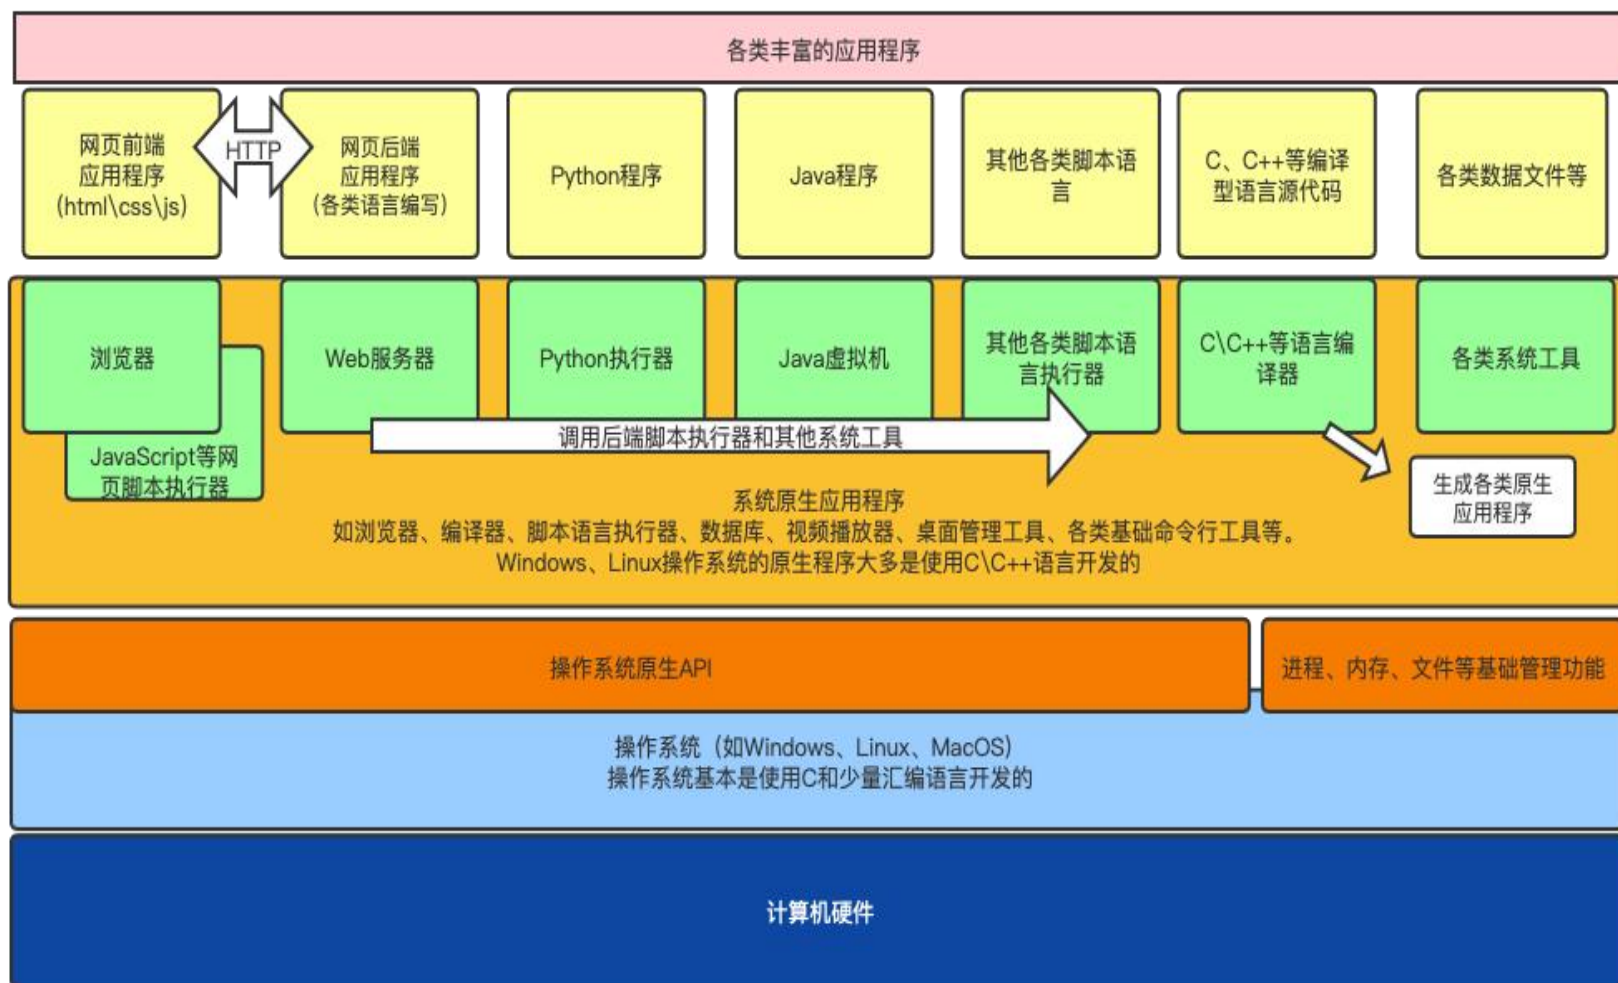 各类丰富的应用程序
网页前端
应用程序
(html\css\js)
HTTP
网页后端
应用程序
(各类语言编写)
Python程序
Java程序
其他各类脚本语
言
C、C++等编译
型语言源代码
各类数据文件等
浏览器
JavaScript等网
页脚本执行器
Web服务器
Python执行器
Java虚拟机
其他各类脚本语
言执行器
C\C++等语言编
译器
各类系统工具
调用后端脚本执行器和其他系统工具
生成各类原生
应用程序
系统原生应用程序
如浏览器、编译器、脚本语言执行器、数据库、视频播放器、桌面管理工具、各类基础命令行工具等。
Windows、Linux操作系统的原生程序大多是使用C\C++语言开发的
操作系统原生API
进程、内存、文件等基础管理功能
操作系统（如Windows、Linux、MacOS）
操作系统基本是使用C和少量汇编语言开发的
计算机硬件